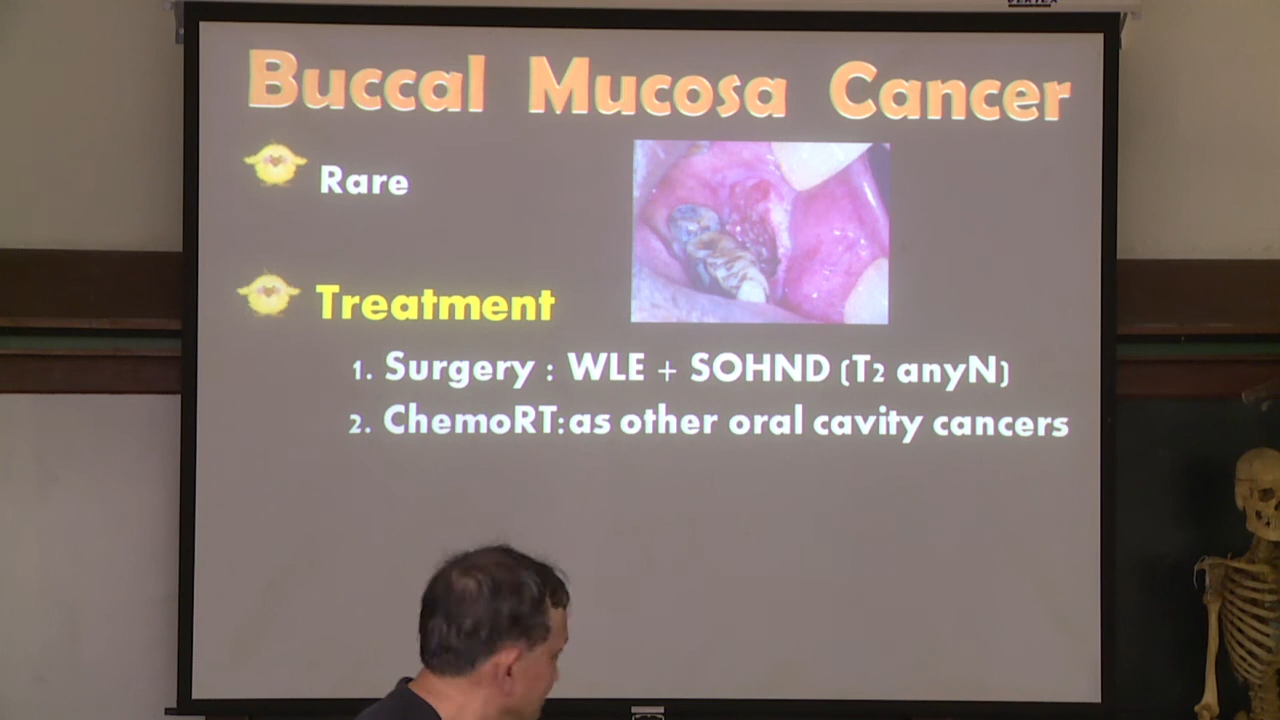 Buccal Mucosa Cancer
Rare
Treatment
1. Surgery : WLE + SOHND (T2 anyN)
2. ChemoRT:as other oral cavity cancers